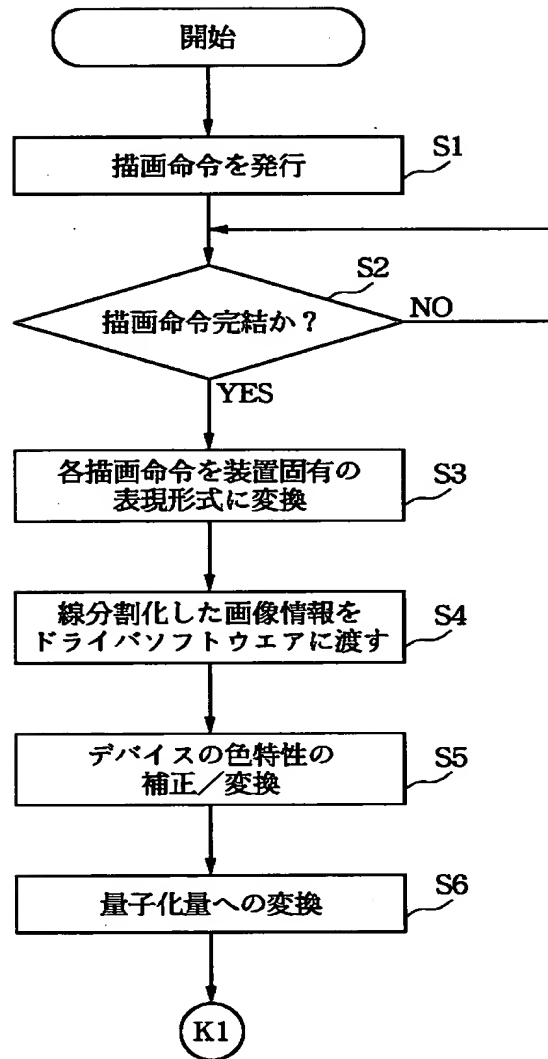 開始
S1
描画命令を発行
S2
描画命令完結か？
NO
YES
各描画命令を装置固有の
表現形式に変換
S3
線分割化した画像情報を
ドライバソフトウエアに渡す
S4
デバイスの色特性の
補正／変換
S5
量子化量への変換
S6
K1